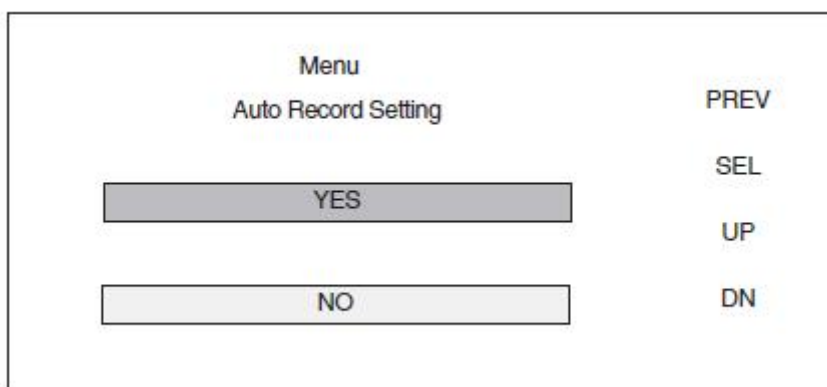 Menu
Auto Record Setting
PREV
SEL
YES
UP
NO
DN